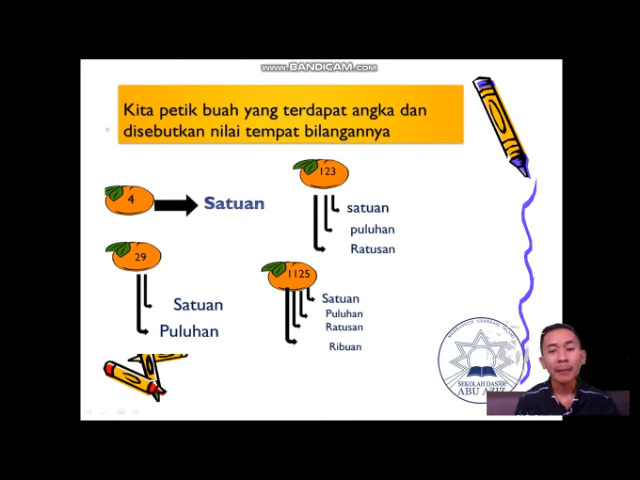 WWW.BANDICAM.COM
Kita petik buah yang terdapat angka dan
disebutkan nilai tempat bilangannya
4
Satuan
123
satuan
puluhan
Ratusan
29
Satuan
Puluhan
1125
Satuan
Puluhan
Ratusan
Ribuan
SEKOLAH DASAR
ABU AZIZ